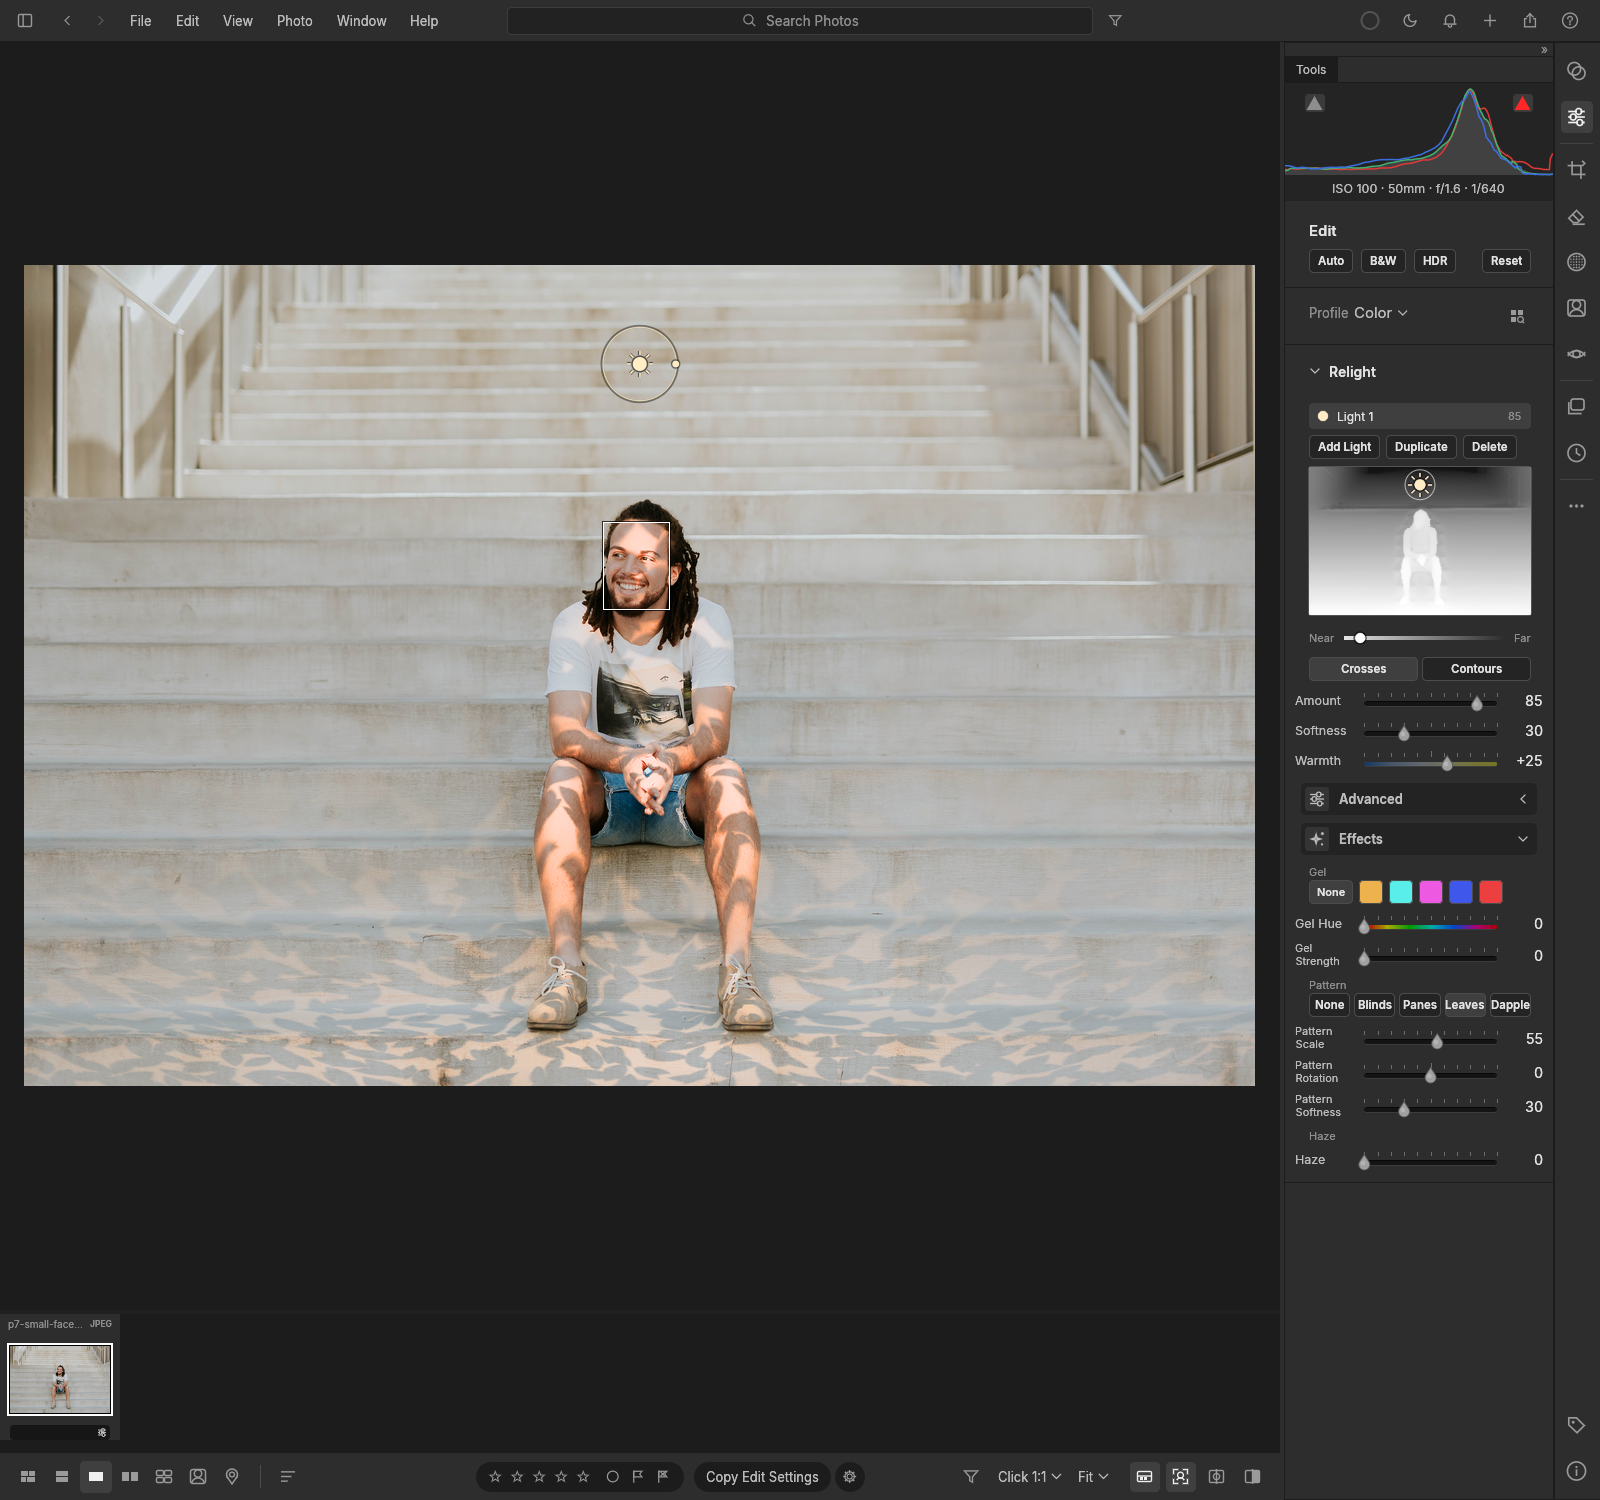 File Edit View Photo Window Help
Search Photos
Tools
ISO 100 · 50mm · f/1.6 · 1/640
Edit
Auto B&W HDR Reset
Profile Color
Relight
Light 1 85
Add Light Duplicate Delete
Near Far
Crosses Contours
Amount 85
Softness 30
Warmth +25
Advanced
Effects
Gel
None
Gel Hue 0
Gel
Strength 0
Pattern
None Blinds Panes Leaves Dapple
Pattern
Scale 55
Pattern
Rotation 0
Pattern
Softness 30
Haze
Haze 0
p7-small-face... JPEG
Copy Edit Settings
Click 1:1 Fit